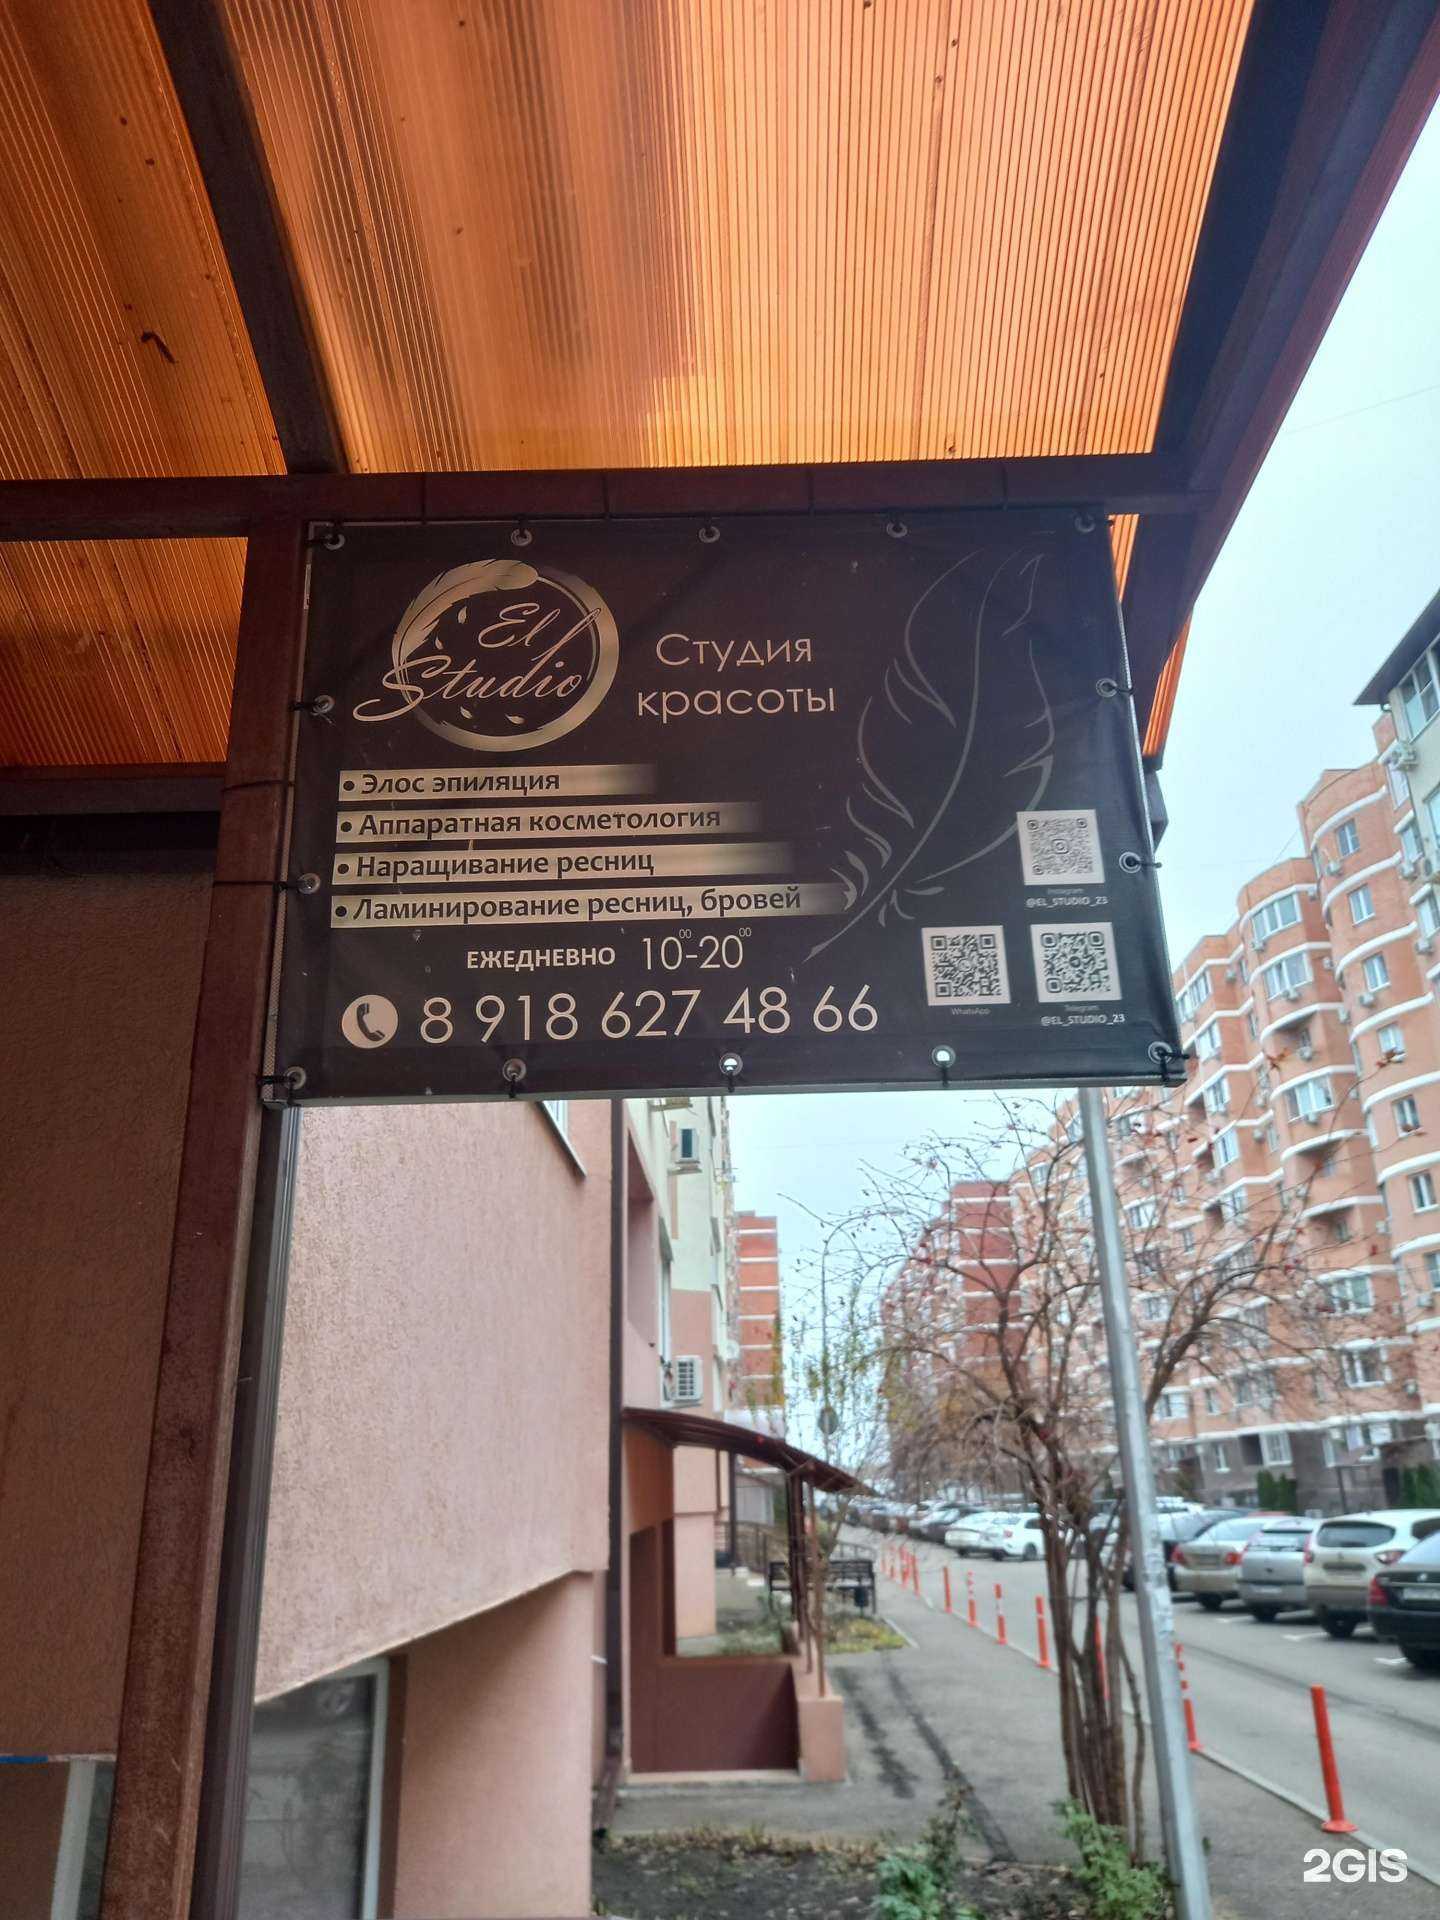 El
Studio
Студия
красоты
• Элос эпиляция
• Аппаратная косметология
• Наращивание ресниц
• Ламинирование ресниц, бровей
ЕЖЕДНЕВНО 10⁰⁰-20⁰⁰
8 918 627 48 66
Instagram
@EL_STUDIO_23
WhatsApp
Telegram
@EL_STUDIO_23
2GIS